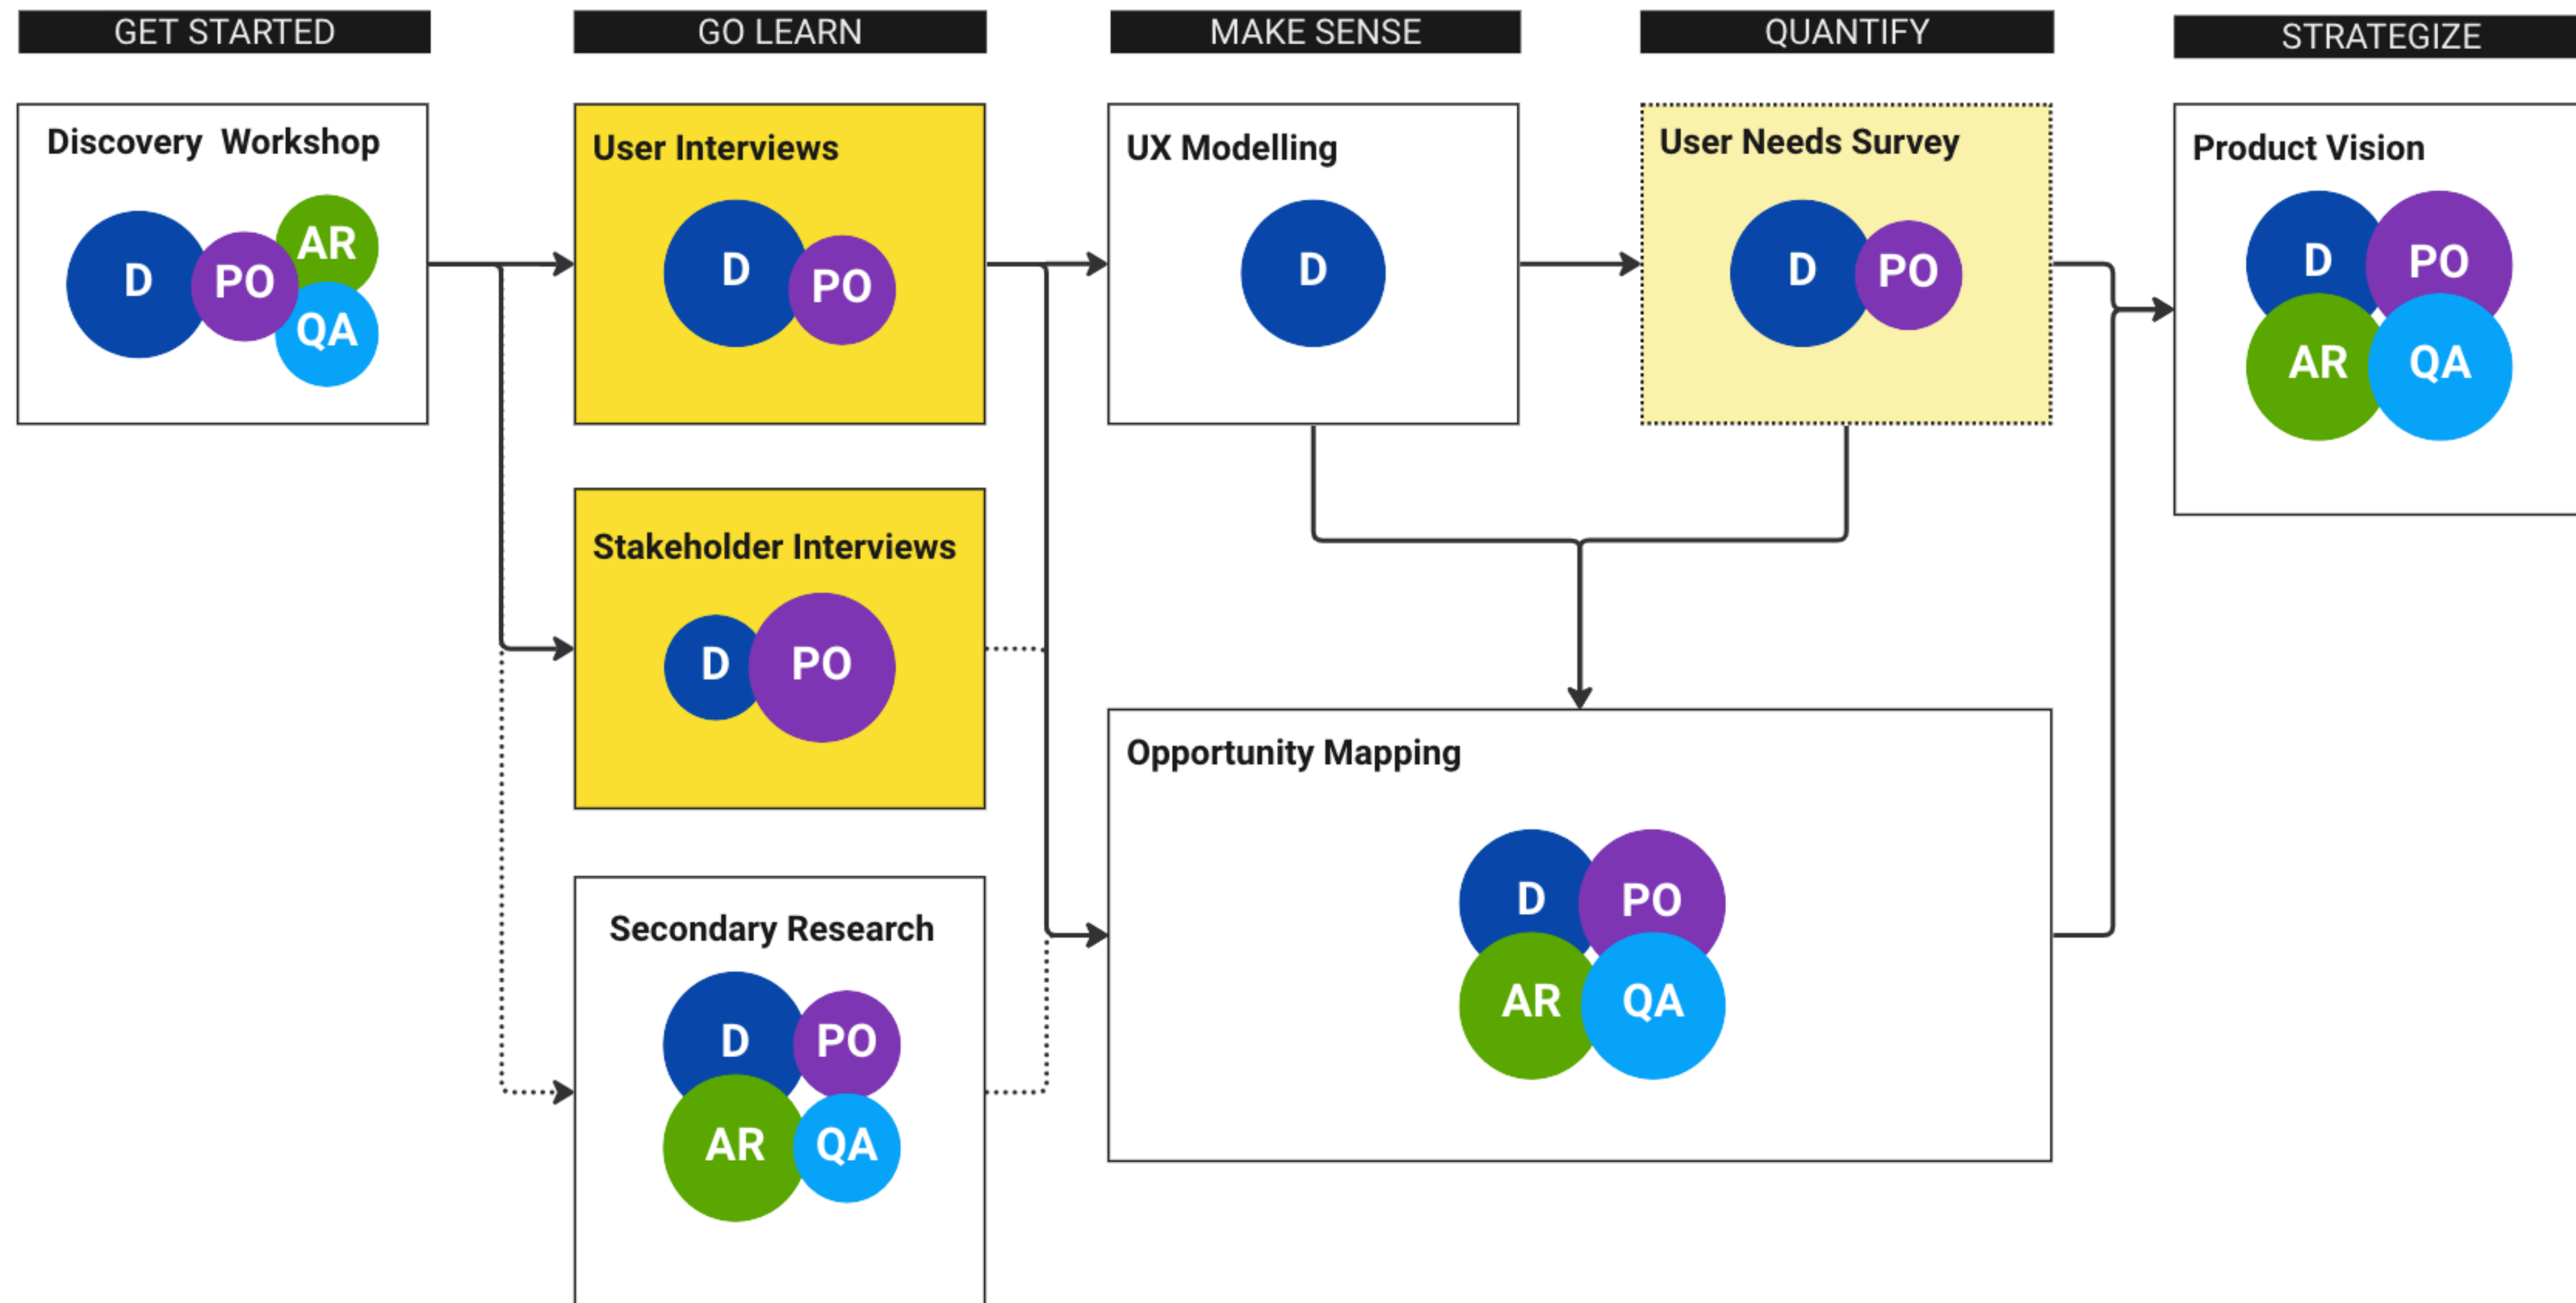 GET STARTED
GO LEARN
MAKE SENSE
QUANTIFY
STRATEGIZE
Discovery  Workshop
D
PO
AR
QA
User Interviews
D
PO
UX Modelling
D
User Needs Survey
D
PO
Product Vision
D
PO
AR
QA
Stakeholder Interviews
D
PO
Opportunity Mapping
D
PO
AR
QA
Secondary Research
D
PO
AR
QA